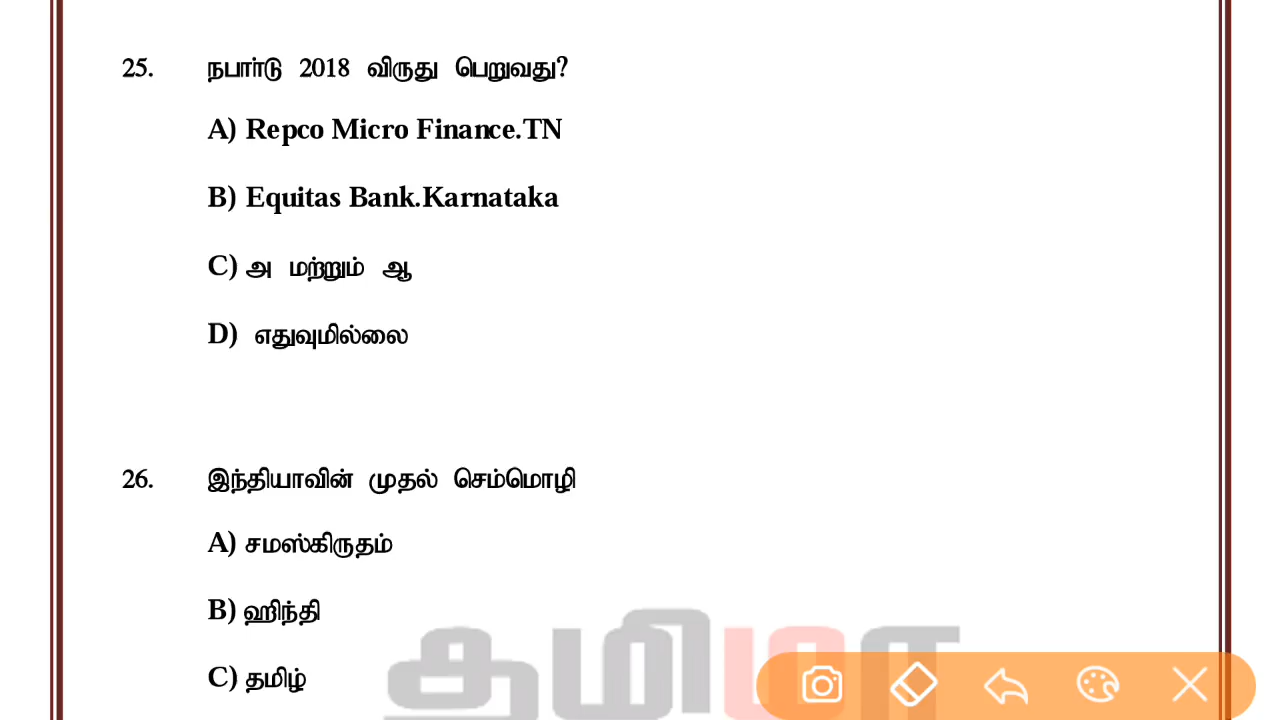 25. நபார்டு 2018 விருது பெறுவது?
A) Repco Micro Finance.TN
B) Equitas Bank.Karnataka
C) அ மற்றும் ஆ
D) எதுவுமில்லை
26. இந்தியாவின் முதல் செம்மொழி
A) சமஸ்கிருதம்
B) ஹிந்தி
C) தமிழ்
தமிமா